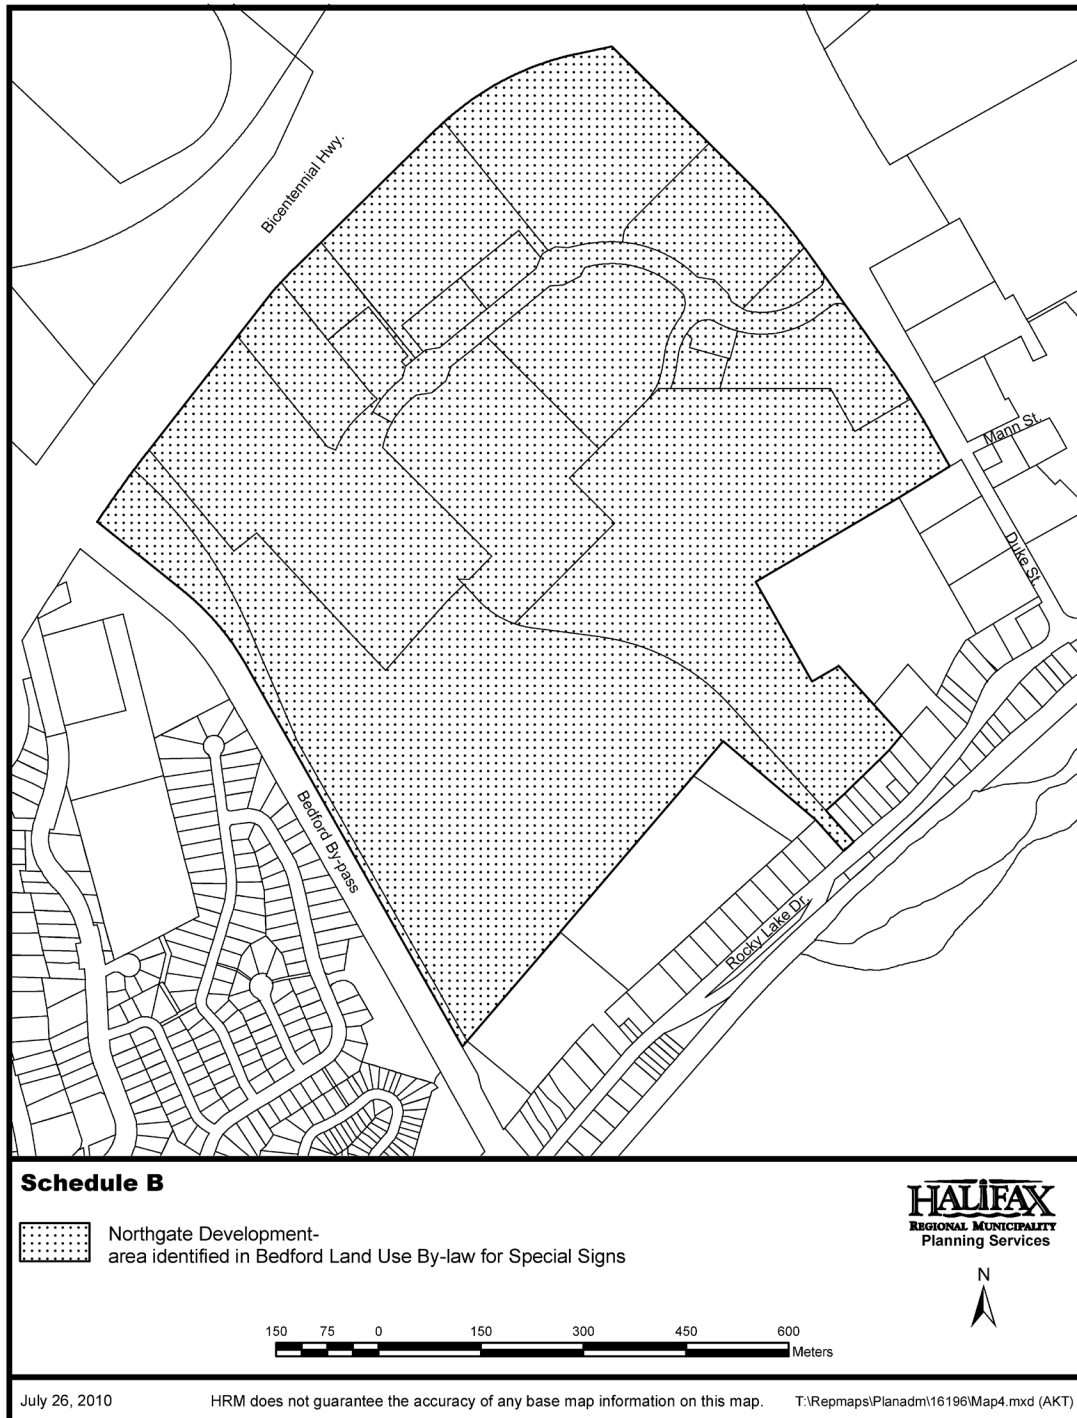 Bicentennial Hwy.
Mann St.
Duke St.
Bedford By-pass
Rocky Lake Dr.
Schedule B
Northgate Development-
area identified in Bedford Land Use By-law for Special Signs
HALIFAX
REGIONAL MUNICIPALITY
Planning Services
N
150 75 0 150 300 450 600
Meters
July 26, 2010 HRM does not guarantee the accuracy of any base map information on this map. T:\Repmaps\Planadm\16196\Map4.mxd (AKT)